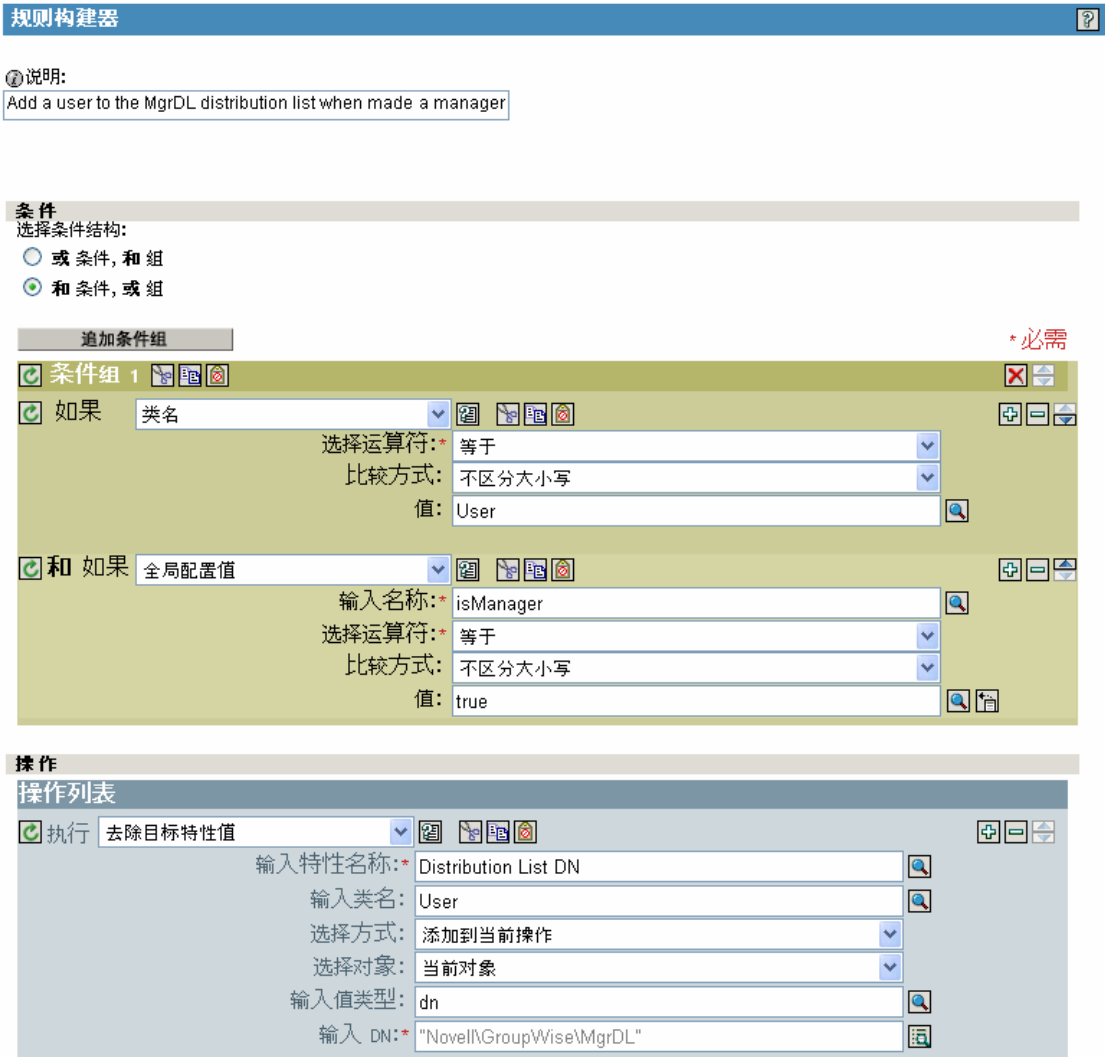 规则构建器
说明:
Add a user to the MgrDL distribution list when made a manager
条件
选择条件结构:
或 条件, 和 组
和 条件, 或 组
追加条件组
*必需
条件组 1
如果 类名
选择运算符:* 等于
比较方式: 不区分大小写
值: User
和 如果 全局配置值
输入名称:* isManager
选择运算符:* 等于
比较方式: 不区分大小写
值: true
操作
操作列表
执行 去除目标特性值
输入特性名称:* Distribution List DN
输入类名: User
选择方式: 添加到当前操作
选择对象: 当前对象
输入值类型: dn
输入 DN:* "Novell\GroupWise\MgrDL"